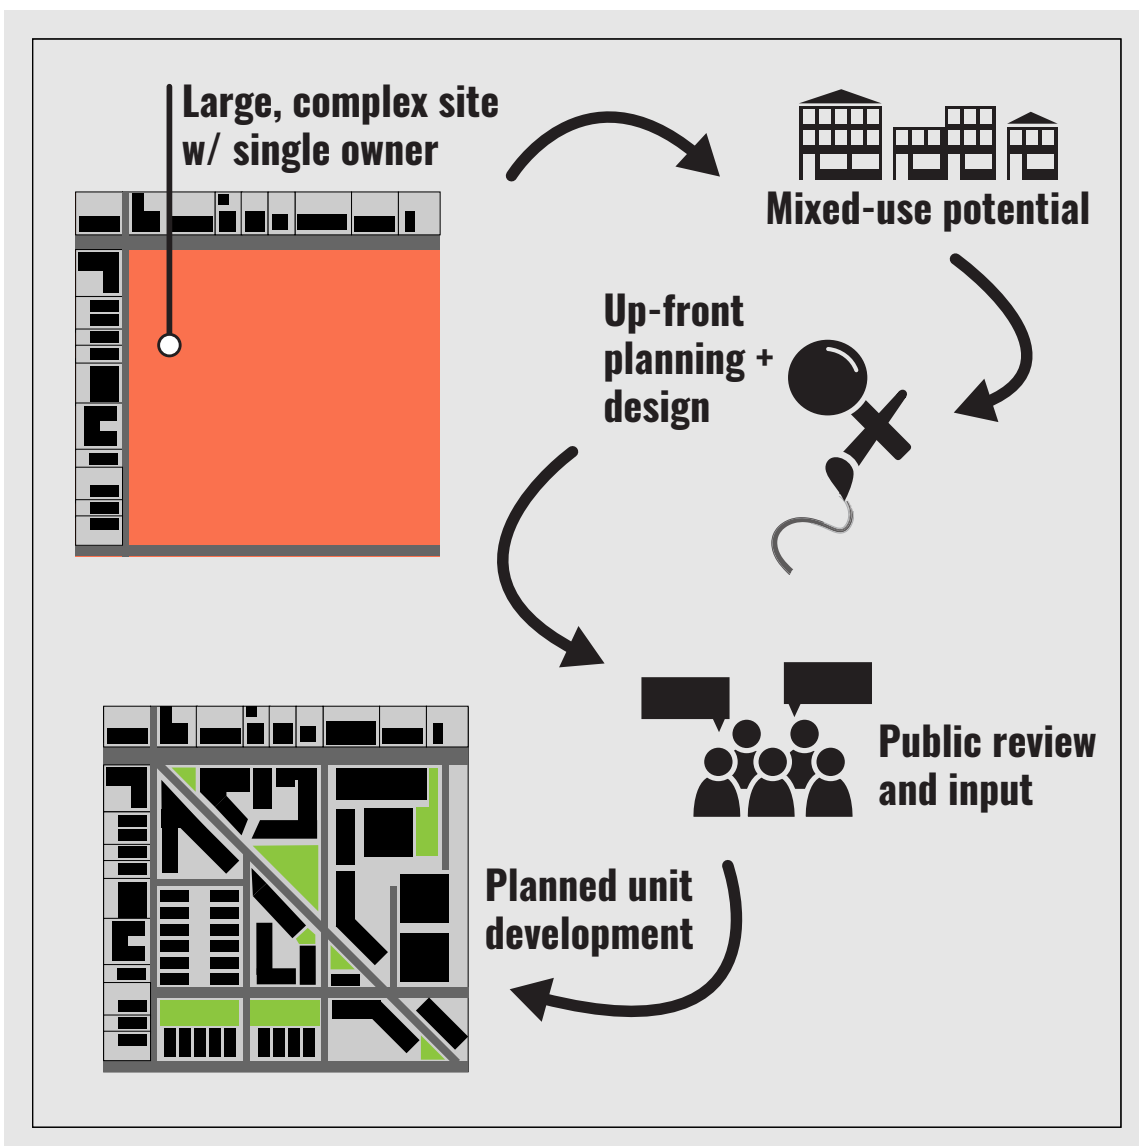 Large, complex site
w/ single owner
Mixed-use potential
Up-front
planning +
design
Public review
and input
Planned unit
development